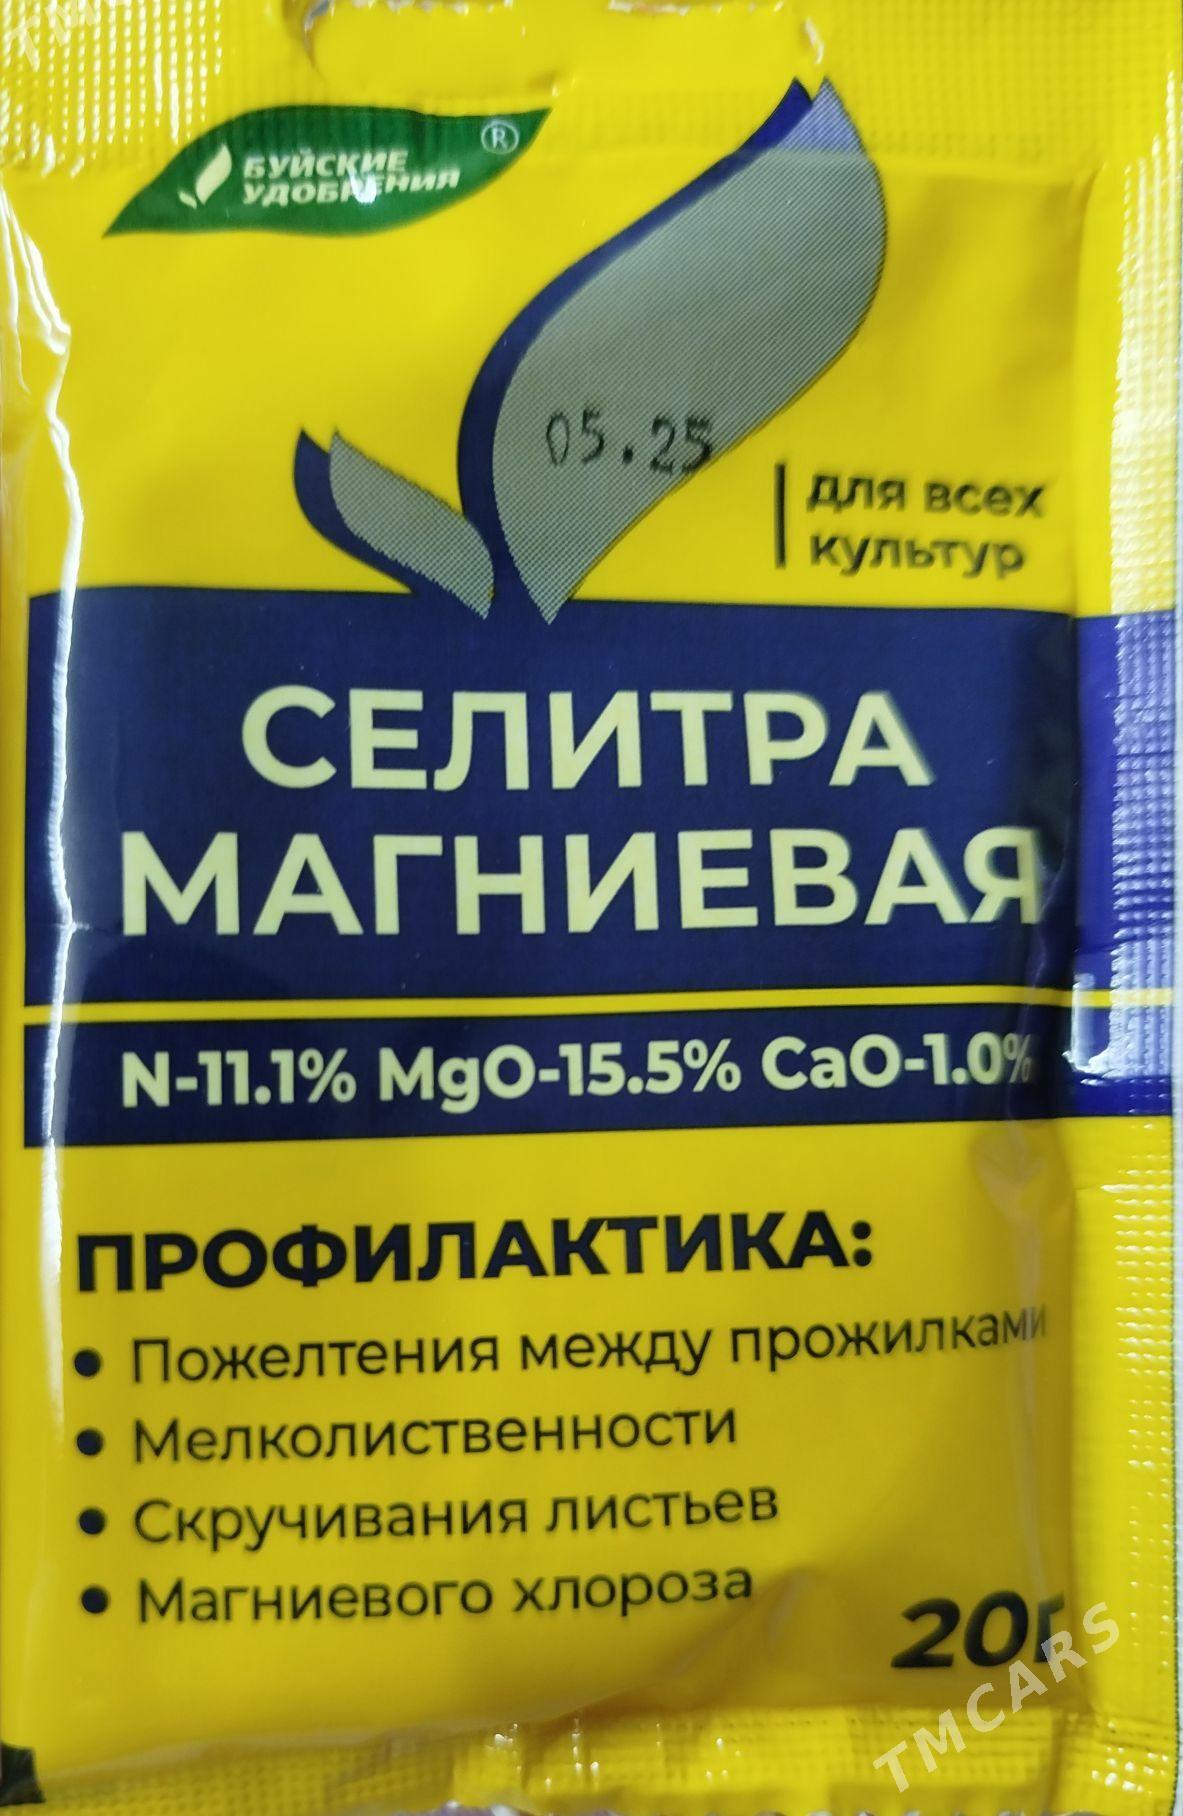 БУЙСКИЕ
УДОБРЕНИЯ
®
05.25
для всех
культур
СЕЛИТРА
МАГНИЕВАЯ
N-11.1% MgO-15.5% CaO-1.0%
ПРОФИЛАКТИКА:
• Пожелтения между прожилками
• Мелколиственности
• Скручивания листьев
• Магниевого хлороза
20г
TMCARS